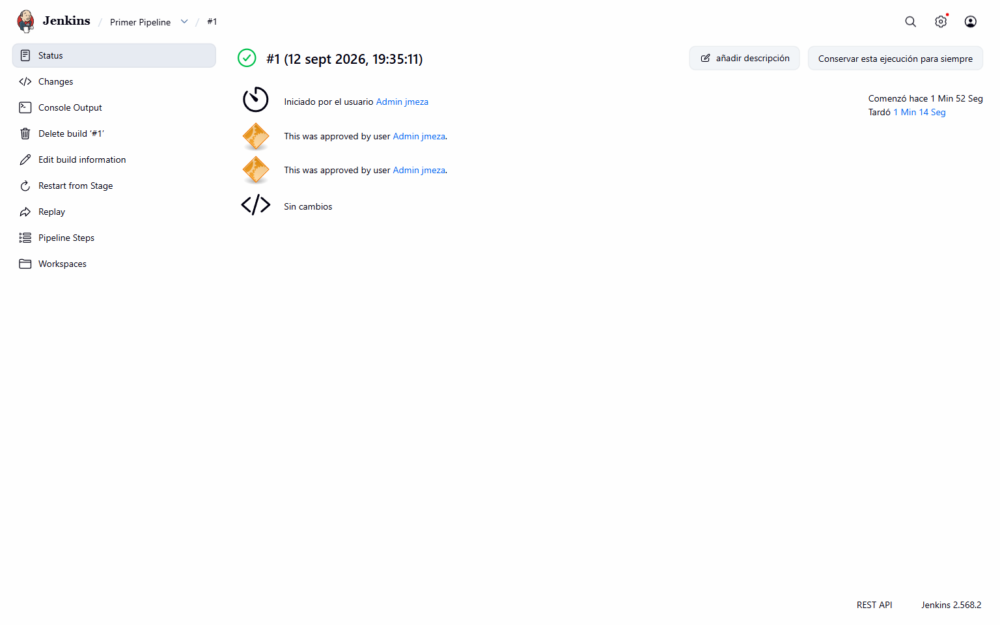 Jenkins / Primer Pipeline / #1
Status
Changes
Console Output
Delete build ‘#1’
Edit build information
Restart from Stage
Replay
Pipeline Steps
Workspaces
#1 (12 sept 2026, 19:35:11)
añadir descripción
Conservar esta ejecución para siempre
Iniciado por el usuario Admin jmeza
This was approved by user Admin jmeza.
This was approved by user Admin jmeza.
Sin cambios
Comenzó hace 1 Min 52 Seg
Tardó 1 Min 14 Seg
REST API
Jenkins 2.568.2